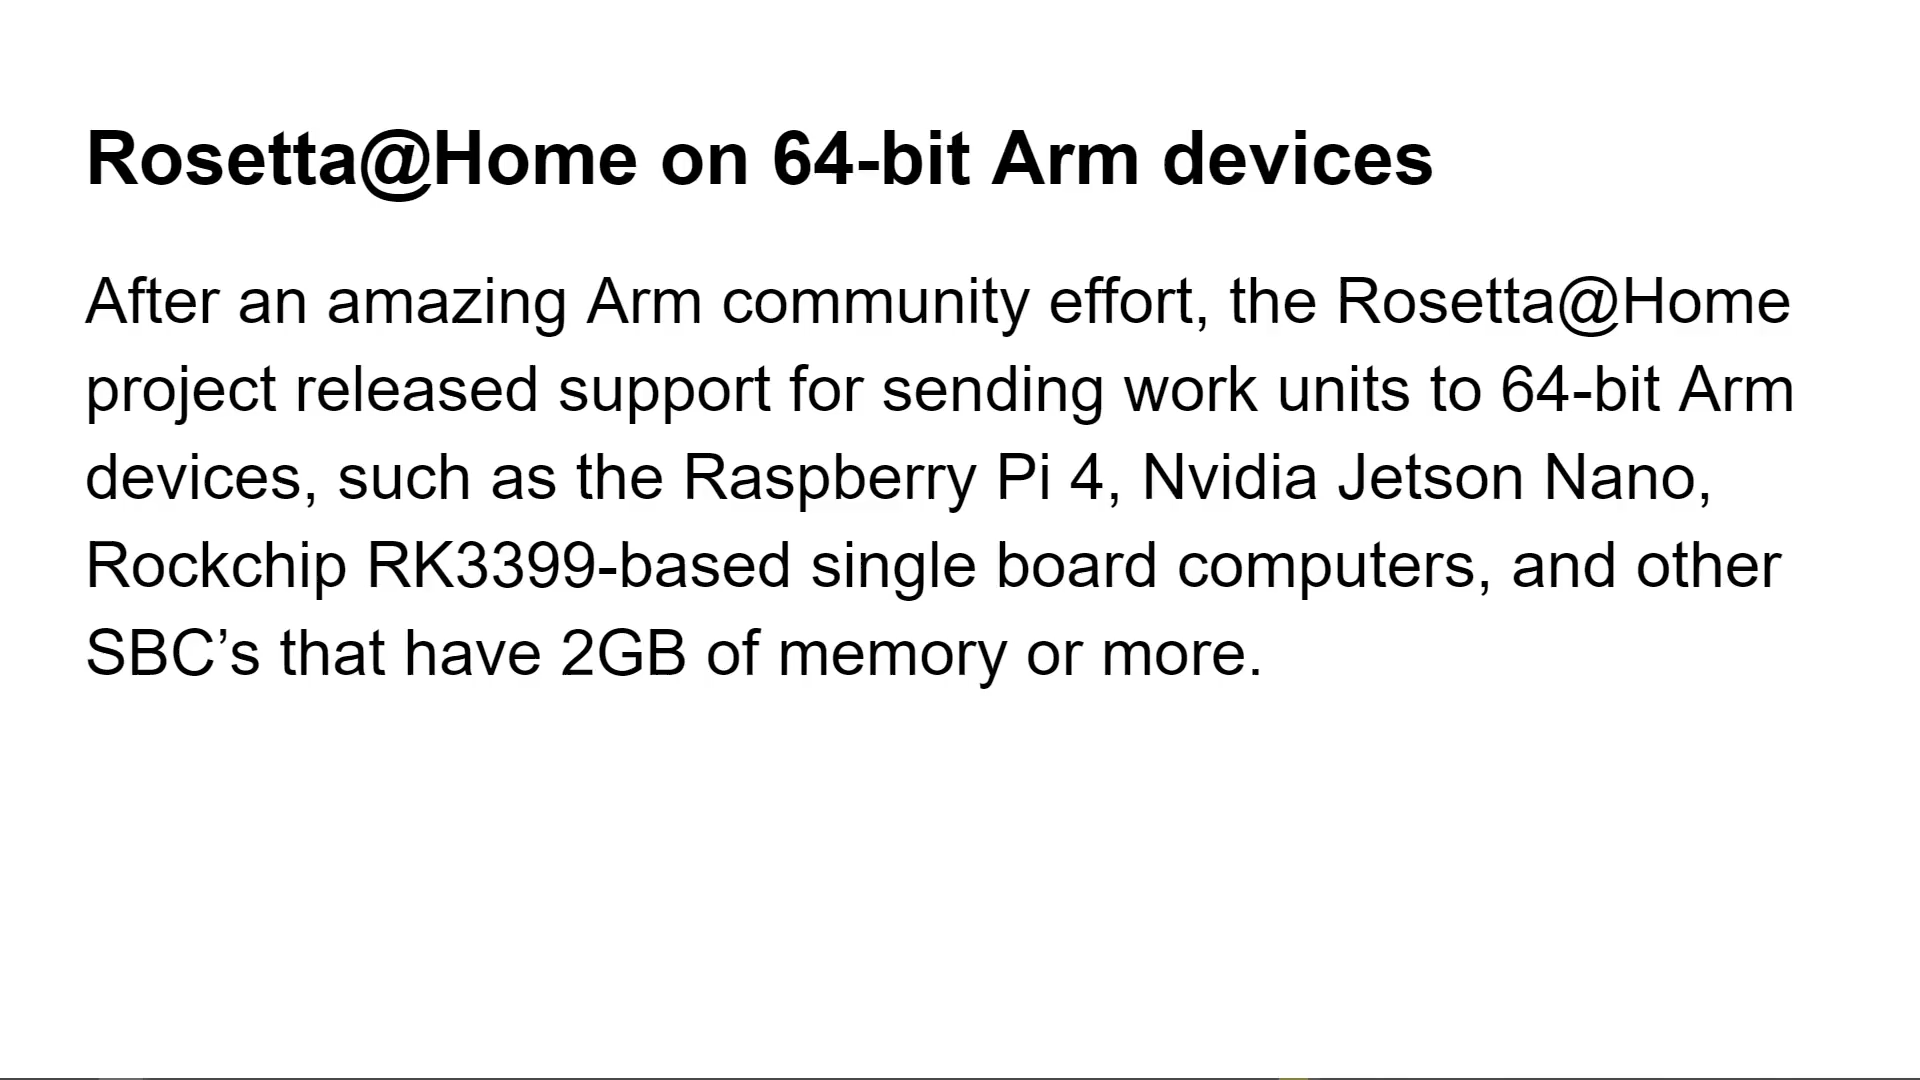 Rosetta@Home on 64-bit Arm devices
After an amazing Arm community effort, the Rosetta@Home
project released support for sending work units to 64-bit Arm
devices, such as the Raspberry Pi 4, Nvidia Jetson Nano,
Rockchip RK3399-based single board computers, and other
SBC’s that have 2GB of memory or more.